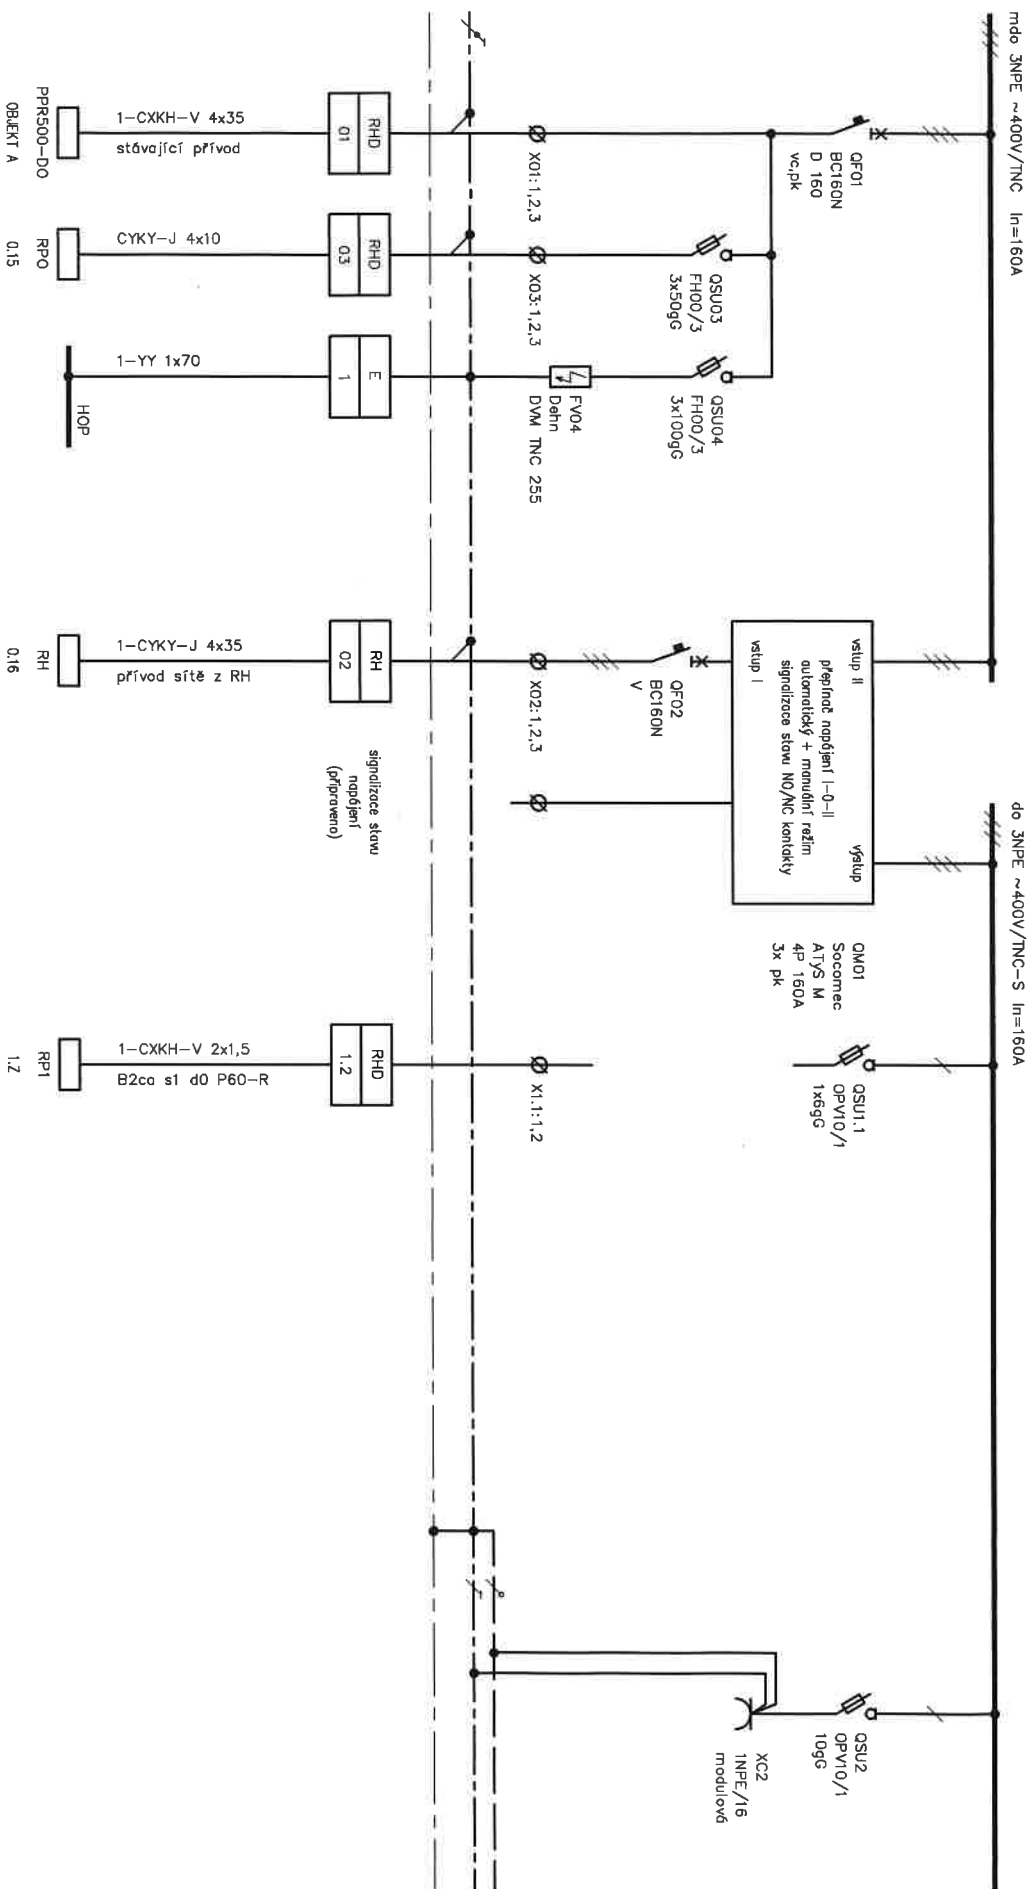 mdo 3NPE ~400V/TNC In=160A
do 3NPE ~400V/TNC-S In=160A
QF01
BC160N
D 160
vc,pk
QSU03
FH00/3
3x50gG
QSU04
FH00/3
3x100gG
FV04
Dehn
DVM TNC 255
X01:1,2,3
X03:1,2,3
RHD
01
RHD
03
E
1
1-CXKH-V 4x35
stávající přívod
CYKY-J 4x10
1-YY 1x70
HOP
PPR500-DO
OBJEKT A
RPO
0.15
vstup II
výstup
přepínač napájení I-0-II
automatický + manuální režim
signalizace stavu NO/NC kontakty
vstup I
QM01
Socomec
ATyS M
4P 160A
3x pk
QF02
BC160N
V
X02:1,2,3
RH
02
signalizace stavu
napájení
(připraveno)
1-CYKY-J 4x35
přívod sítě z RH
RH
0.16
QSU1.1
OPV10/1
1x6gG
X1.1:1,2
RHD
1.2
1-CXKH-V 2x1,5
B2ca s1 d0 P60-R
RP1
1.Z
QSU2
OPV10/1
10gG
XC2
1NPE/16
modulová